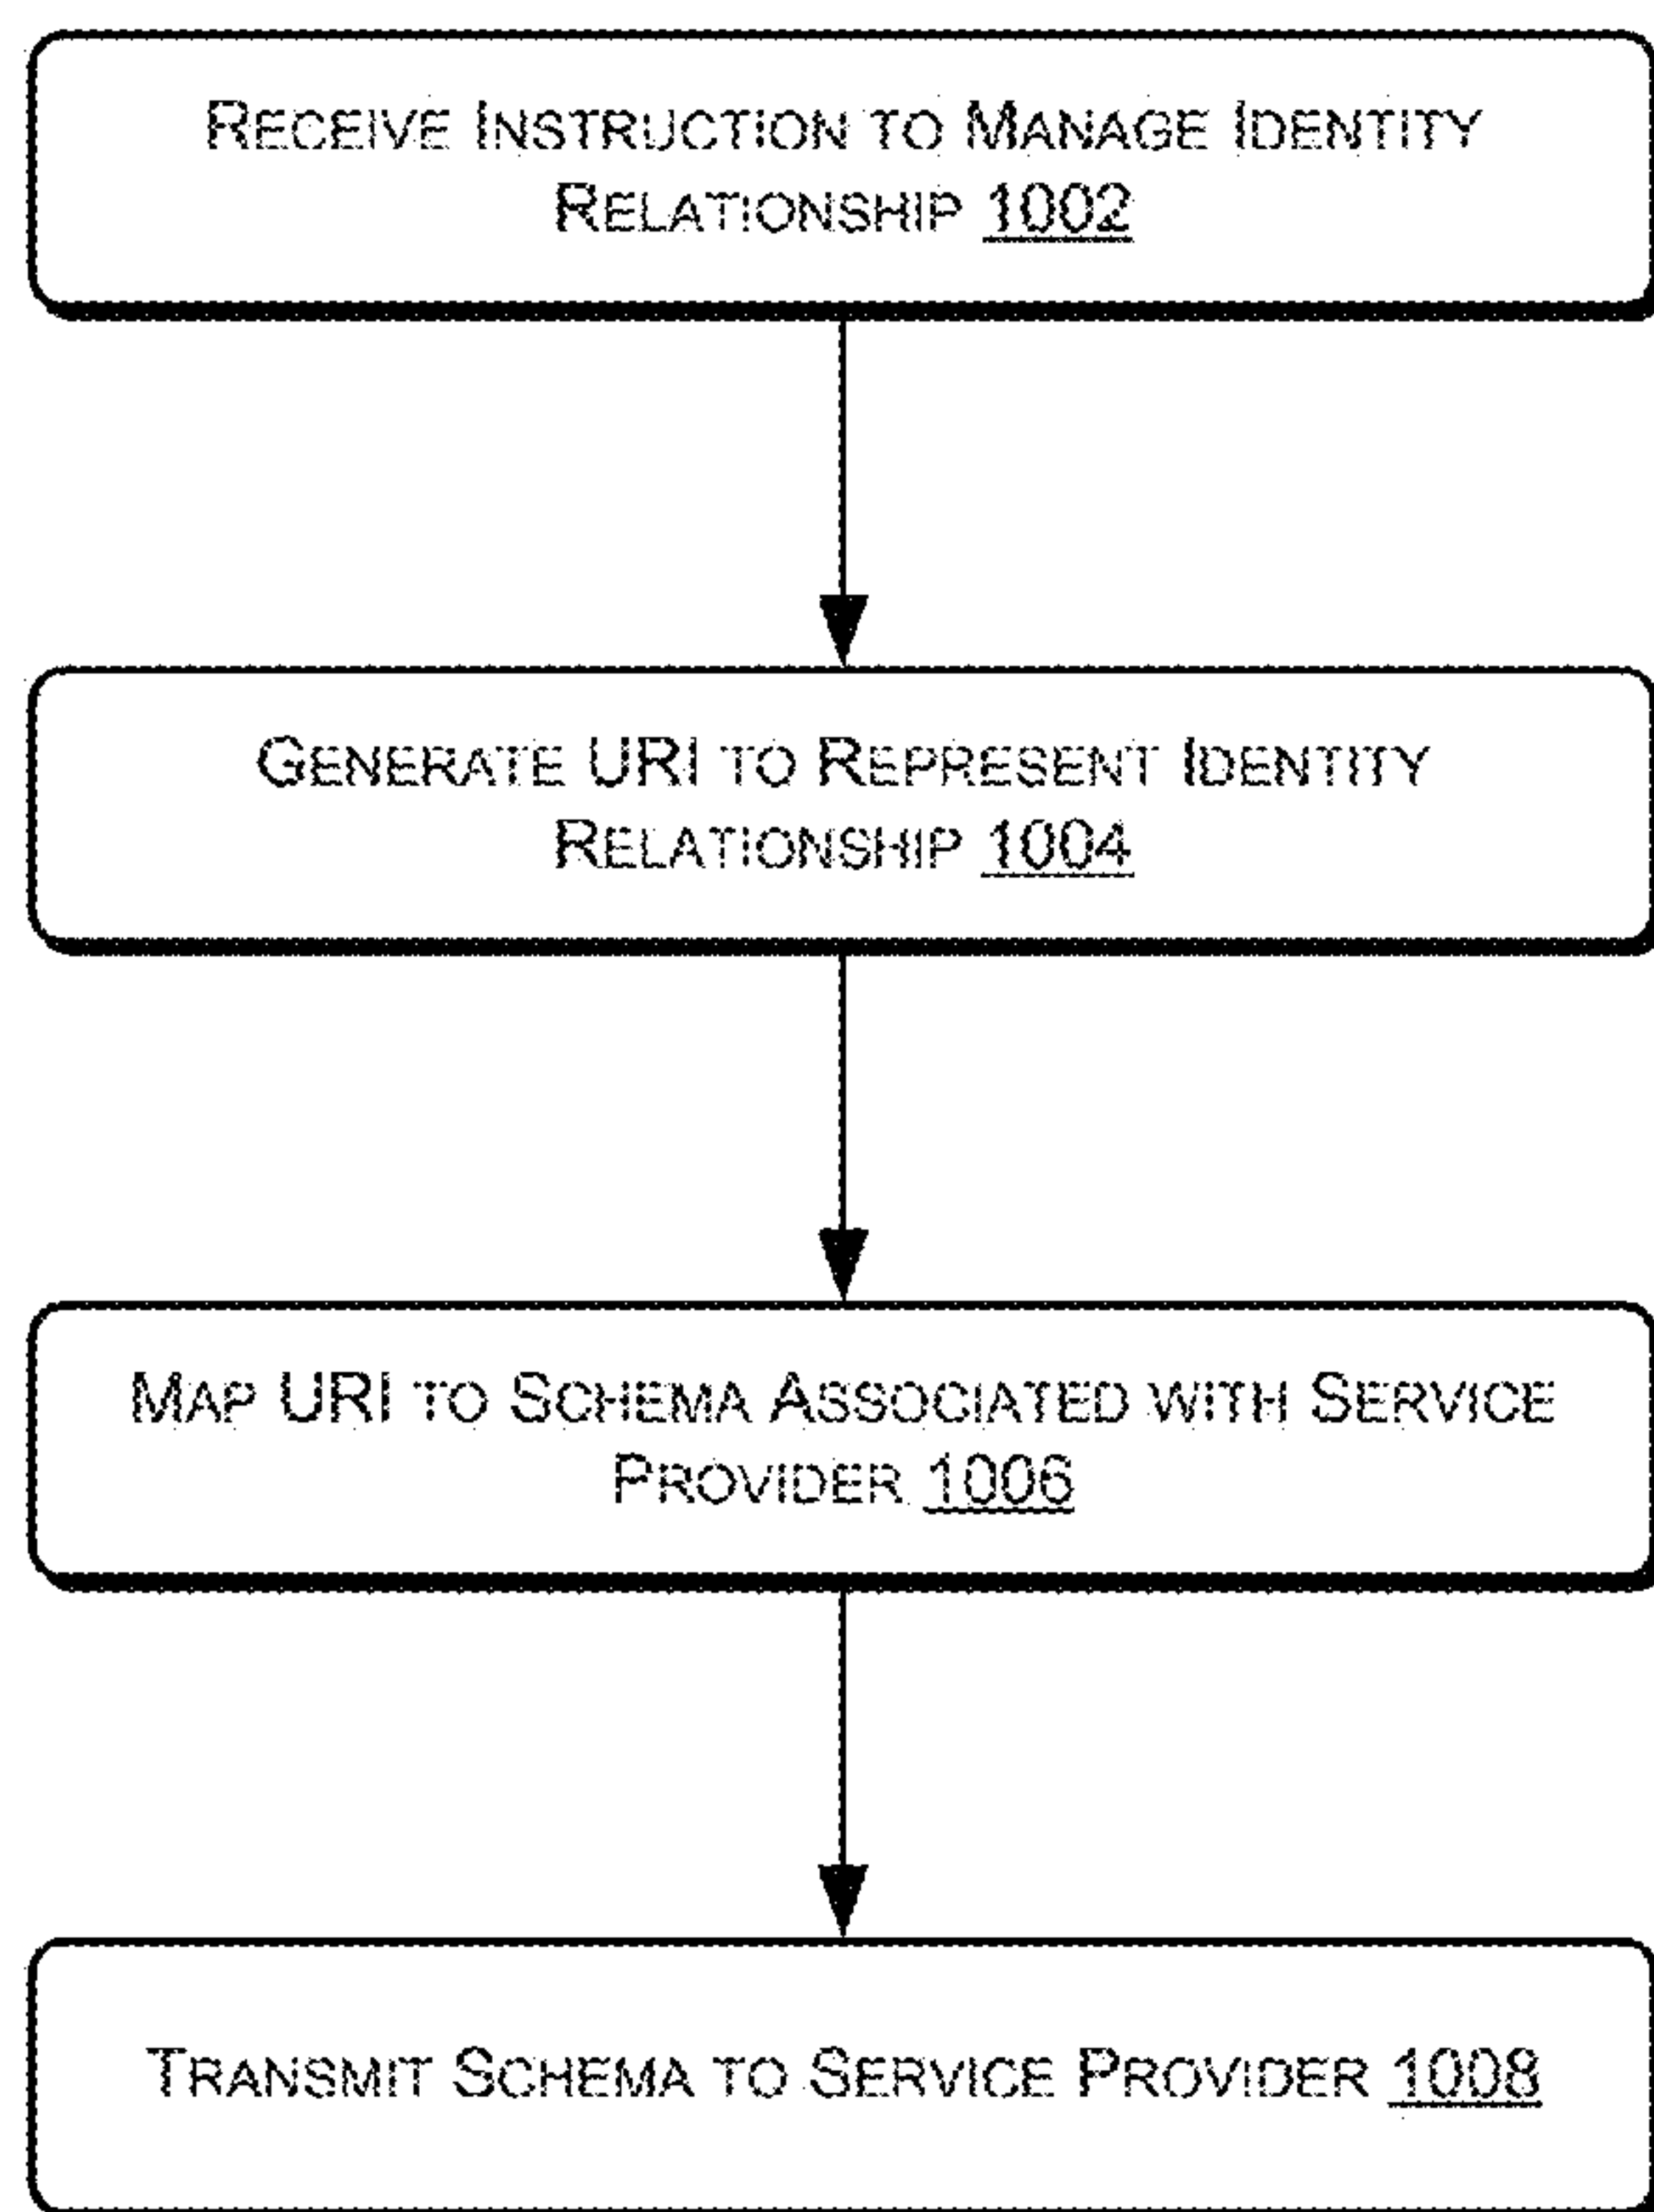 RECEIVE INSTRUCTION TO MANAGE IDENTITY
RELATIONSHIP 1002
GENERATE URI TO REPRESENT IDENTITY
RELATIONSHIP 1004
MAP URI TO SCHEMA ASSOCIATED WITH SERVICE
PROVIDER 1006
TRANSMIT SCHEMA TO SERVICE PROVIDER 1008